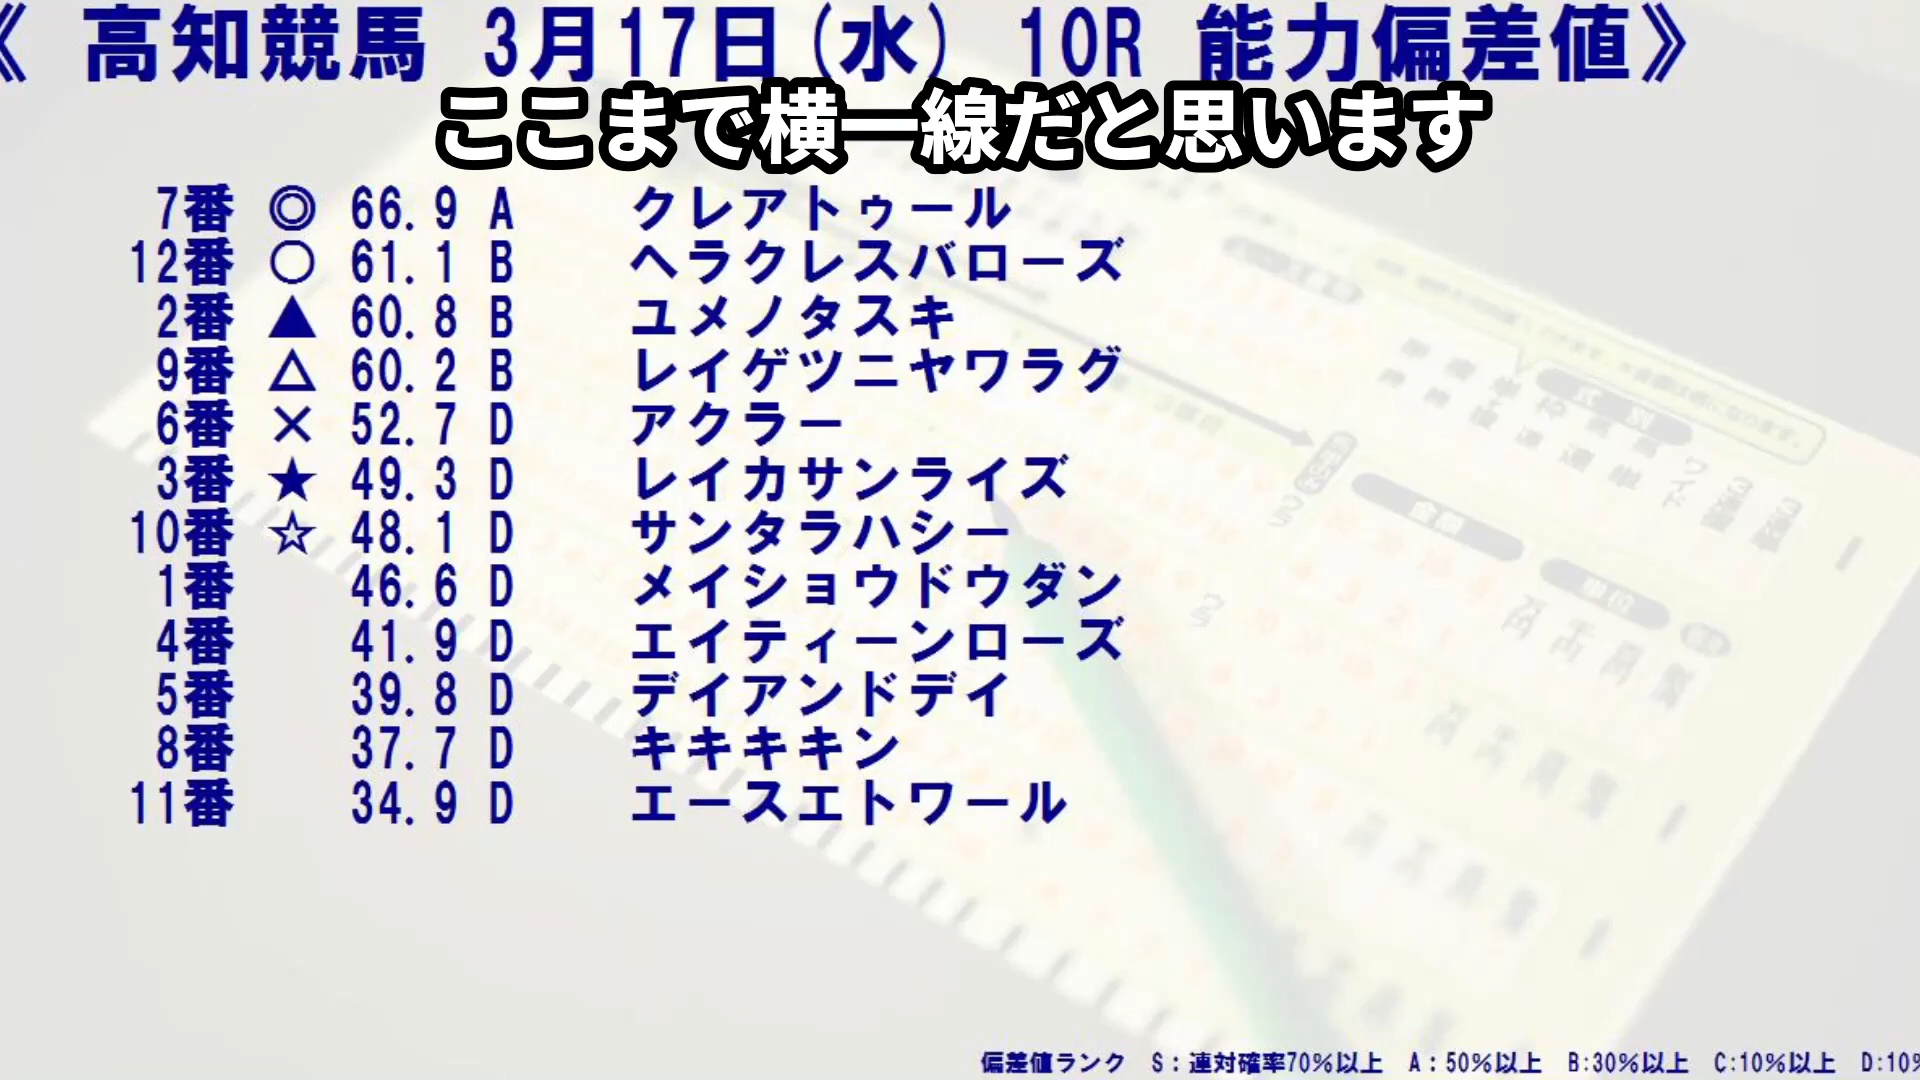 《 高知競馬 3月17日(水) 10R 能力偏差値》
ここまで横一線だと思います
7番 ◎ 66.9 A クレアトゥール
12番 ○ 61.1 B ヘラクレスバローズ
2番 ▲ 60.8 B ユメノタスキ
9番 △ 60.2 B レイゲツニヤワラグ
6番 × 52.7 D アクラー
3番 ★ 49.3 D レイカサンライズ
10番 ☆ 48.1 D サンタラハシー
1番 46.6 D メイショウドウダン
4番 41.9 D エイティーンローズ
5番 39.8 D デイアンドデイ
8番 37.7 D キキキキン
11番 34.9 D エースエトワール
偏差値ランク S:連対確率70%以上 A:50%以上 B:30%以上 C:10%以上 D:10%